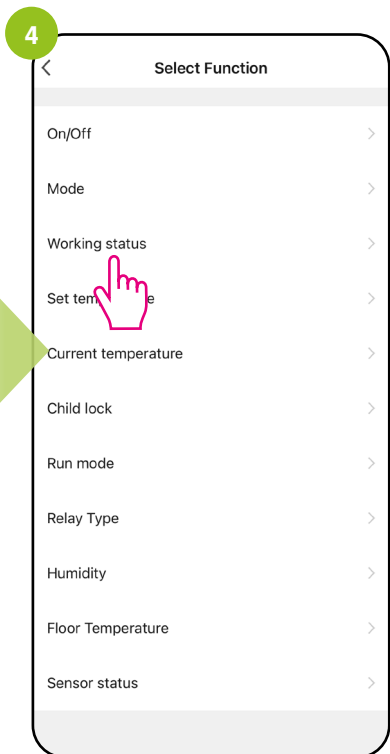 4
Select Function
On/Off
Mode
Working status
Set
Current temperature
Child lock
Run mode
Relay Type
Humidity
Floor Temperature
Sensor status